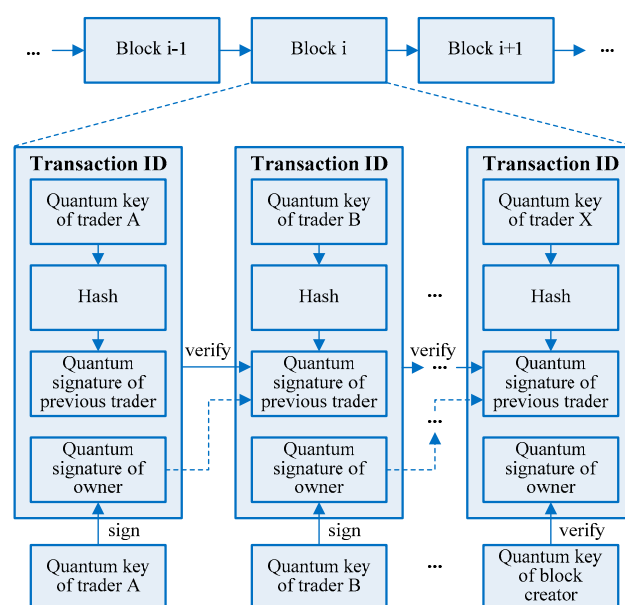 ... Block i-1 Block i Block i+1 ...
Transaction ID
Quantum key
of trader A
Hash
Quantum
signature of
previous trader
Quantum
signature of
owner
sign
Quantum key
of trader A
verify
Transaction ID
Quantum key
of trader B
Hash
Quantum
signature of
previous trader
Quantum
signature of
owner
sign
Quantum key
of trader B
...
verify
...
...
...
Transaction ID
Quantum key
of trader X
Hash
Quantum
signature of
previous trader
Quantum
signature of
owner
verify
Quantum key
of block
creator